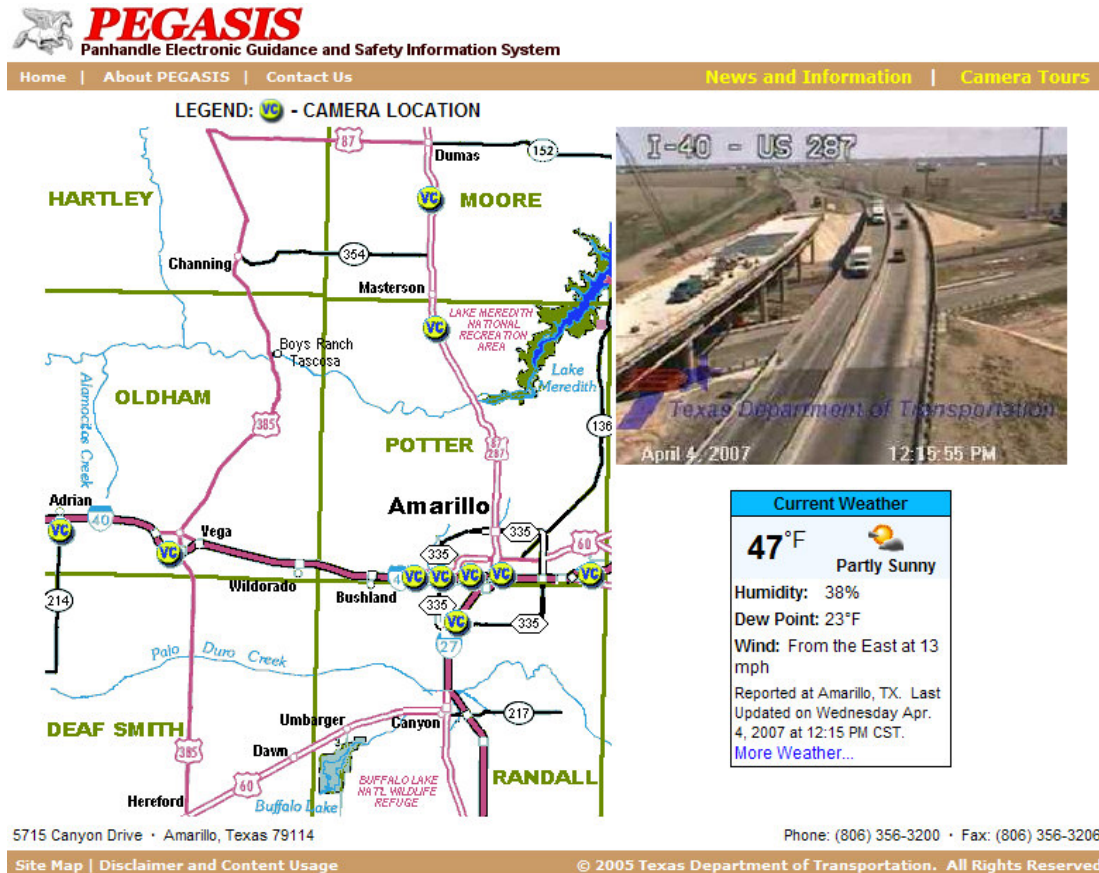 PEGASIS
Panhandle Electronic Guidance and Safety Information System
Home | About PEGASIS | Contact Us
News and Information | Camera Tours
LEGEND: VC - CAMERA LOCATION
87
Dumas
152
HARTLEY
VC
MOORE
Channing
354
Masterson
VC
LAKE MEREDITH
NATIONAL
RECREATION
AREA
Boys Ranch
Tascosa
Lake
Meredith
Alamocitos Creek
OLDHAM
385
136
POTTER
87
287
Adrian
Amarillo
VC
40
Vega
VC
335
335
60
Wildorado
Bushland
4
VC
VC
VC
VC
VC
214
335
VC
335
27
Palo Duro Creek
DEAF SMITH
Umbarger
Canyon
217
385
Dawn
60
BUFFALO LAKE
NAT'L WILDLIFE
REFUGE
RANDALL
Hereford
Buffalo Lake
I-40 - US 287
Texas Department of Transportation
April 4, 2007 12:15:55 PM
Current Weather
47°F
Partly Sunny
Humidity: 38%
Dew Point: 23°F
Wind: From the East at 13
mph
Reported at Amarillo, TX. Last
Updated on Wednesday Apr.
4, 2007 at 12:15 PM CST.
More Weather...
5715 Canyon Drive · Amarillo, Texas 79114
Phone: (806) 356-3200 · Fax: (806) 356-3206
Site Map | Disclaimer and Content Usage
© 2005 Texas Department of Transportation. All Rights Reserved